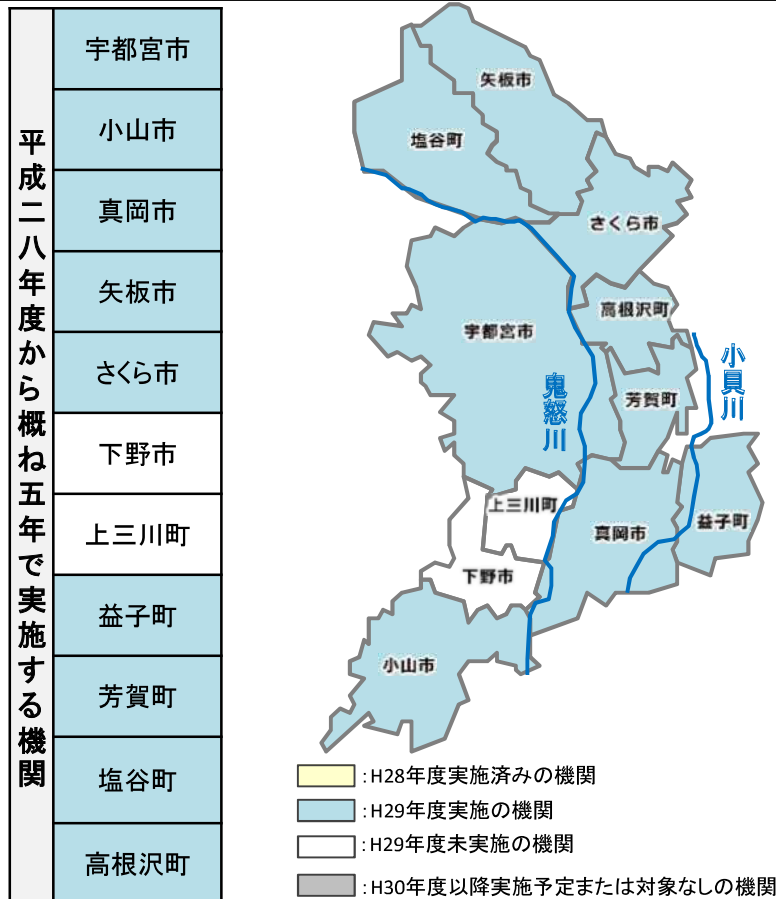 平成二八年度から概ね五年で実施する機関
宇都宮市
小山市
真岡市
矢板市
さくら市
下野市
上三川町
益子町
芳賀町
塩谷町
高根沢町
矢板市
塩谷町
さくら市
高根沢町
宇都宮市
小貝川
鬼怒川
芳賀町
上三川町
真岡市
益子町
下野市
小山市
：H28年度実施済みの機関
：H29年度実施の機関
：H29年度未実施の機関
：H30年度以降実施予定または対象なしの機関